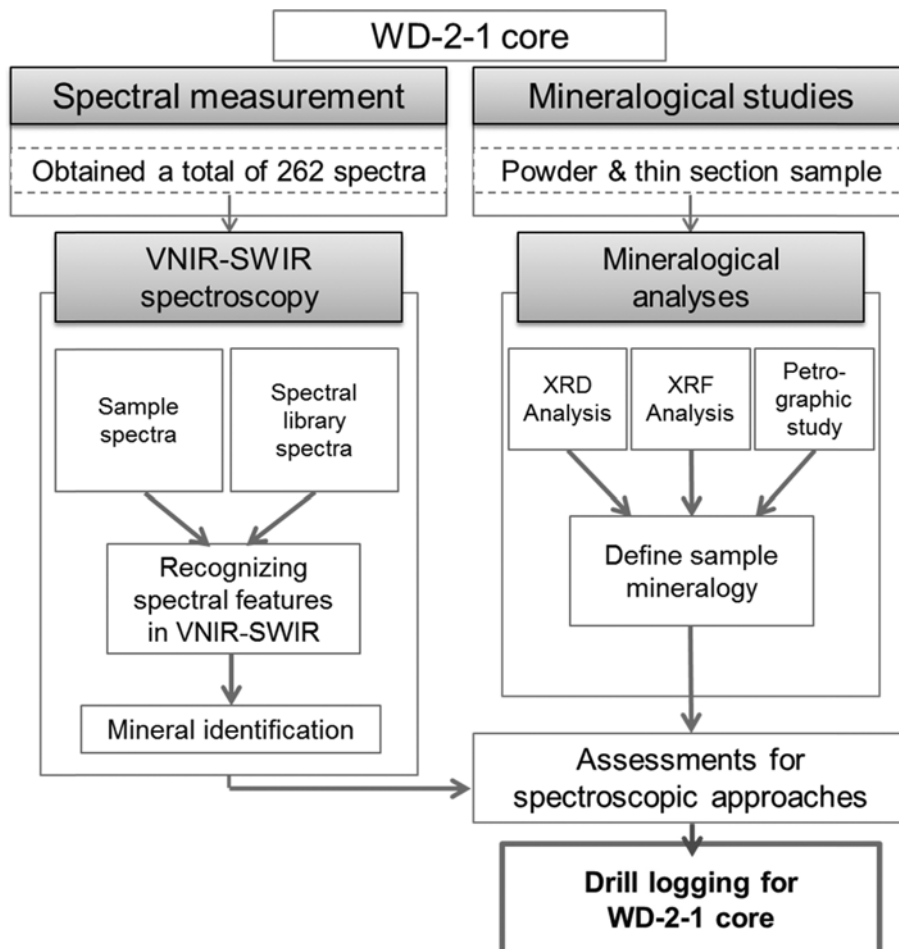 WD-2-1 core
Spectral measurement
Obtained a total of 262 spectra
VNIR-SWIR
spectroscopy
Sample
spectra
Spectral
library
spectra
Recognizing
spectral features
in VNIR-SWIR
Mineral identification
Mineralogical studies
Powder & thin section sample
Mineralogical
analyses
XRD
Analysis
XRF
Analysis
Petro-
graphic
study
Define sample
mineralogy
Assessments for
spectroscopic approaches
Drill logging for
WD-2-1 core